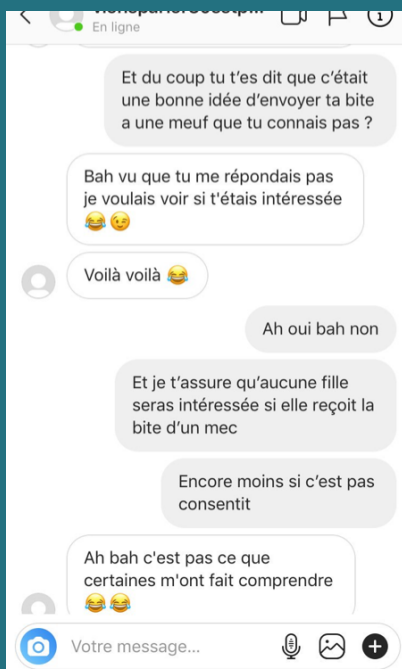 En ligne
Et du coup tu t'es dit que c'était
une bonne idée d'envoyer ta bite
a une meuf que tu connais pas ?
Bah vu que tu me répondais pas
je voulais voir si t'étais intéressée
😂😉
Voilà voilà 😂
Ah oui bah non
Et je t'assure qu'aucune fille
seras intéressée si elle reçoit la
bite d'un mec
Encore moins si c'est pas
consentit
Ah bah c'est pas ce que
certaines m'ont fait comprendre
😂😂
Votre message...